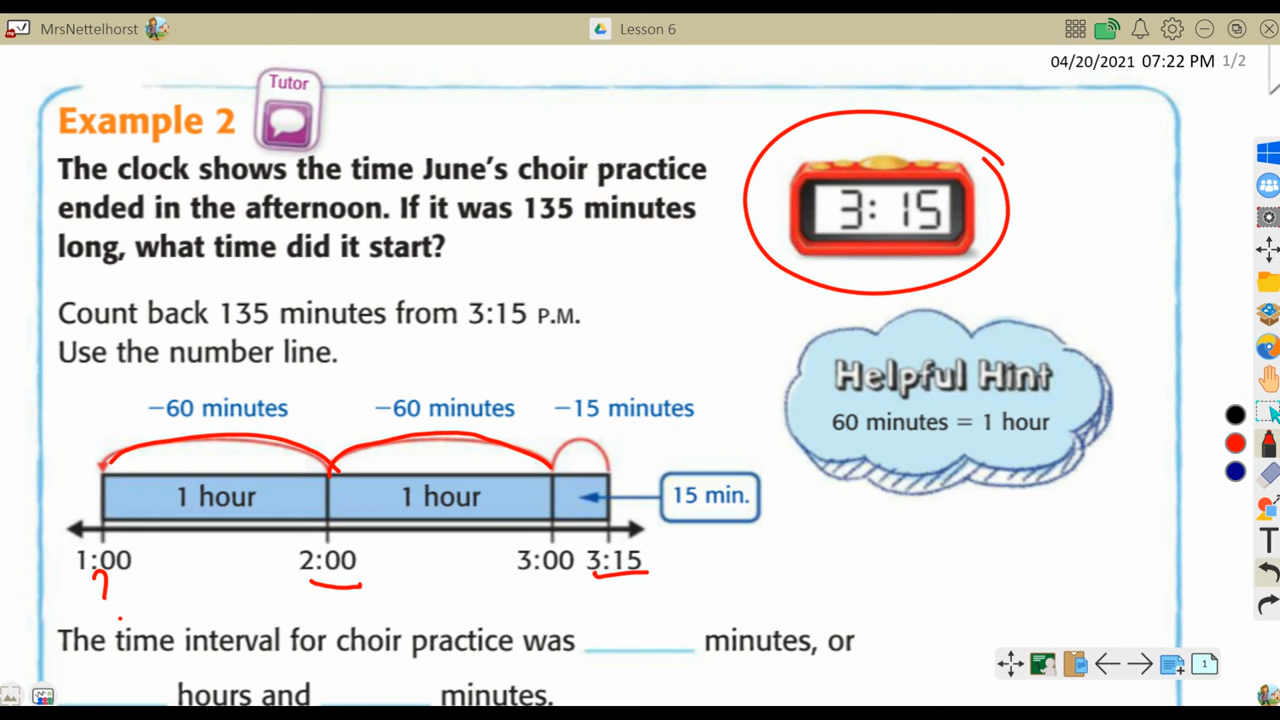 MrsNettelhorst
Lesson 6
04/20/2021 07:22 PM 1/2
Tutor
Example 2
The clock shows the time June's choir practice
ended in the afternoon. If it was 135 minutes
long, what time did it start?
3:15
Count back 135 minutes from 3:15 P.M.
Use the number line.
Helpful Hint
60 minutes = 1 hour
−60 minutes −60 minutes −15 minutes
1 hour 1 hour 15 min.
1:00 2:00 3:00 3:15
?
The time interval for choir practice was ______ minutes, or
______ hours and ______ minutes.
T
1